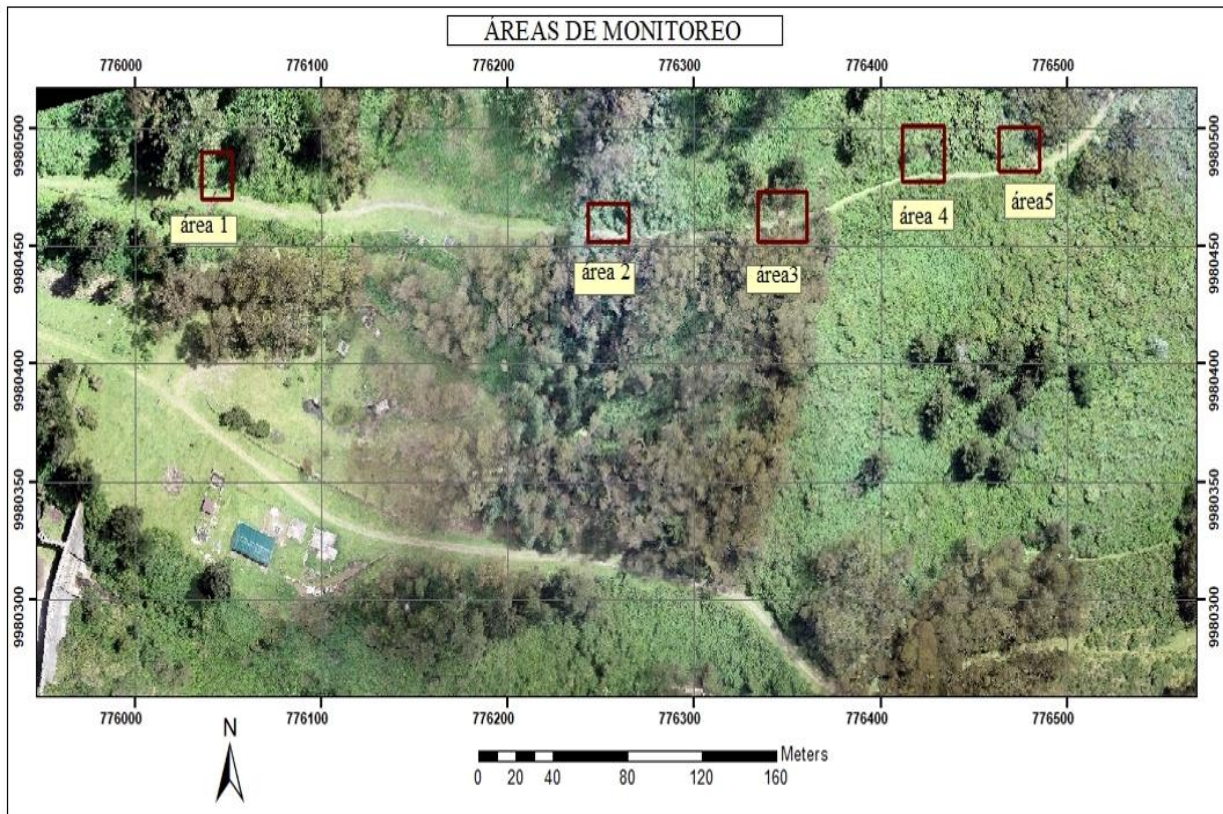 ÁREAS DE MONITOREO
776000 776100 776200 776300 776400 776500
9980500 9980500
área 1
área 2
área3
área 4
área5
9980450 9980450
9980400 9980400
9980350 9980350
9980300 9980300
776000 776100 776200 776300 776400 776500
N
Meters
0 20 40 80 120 160